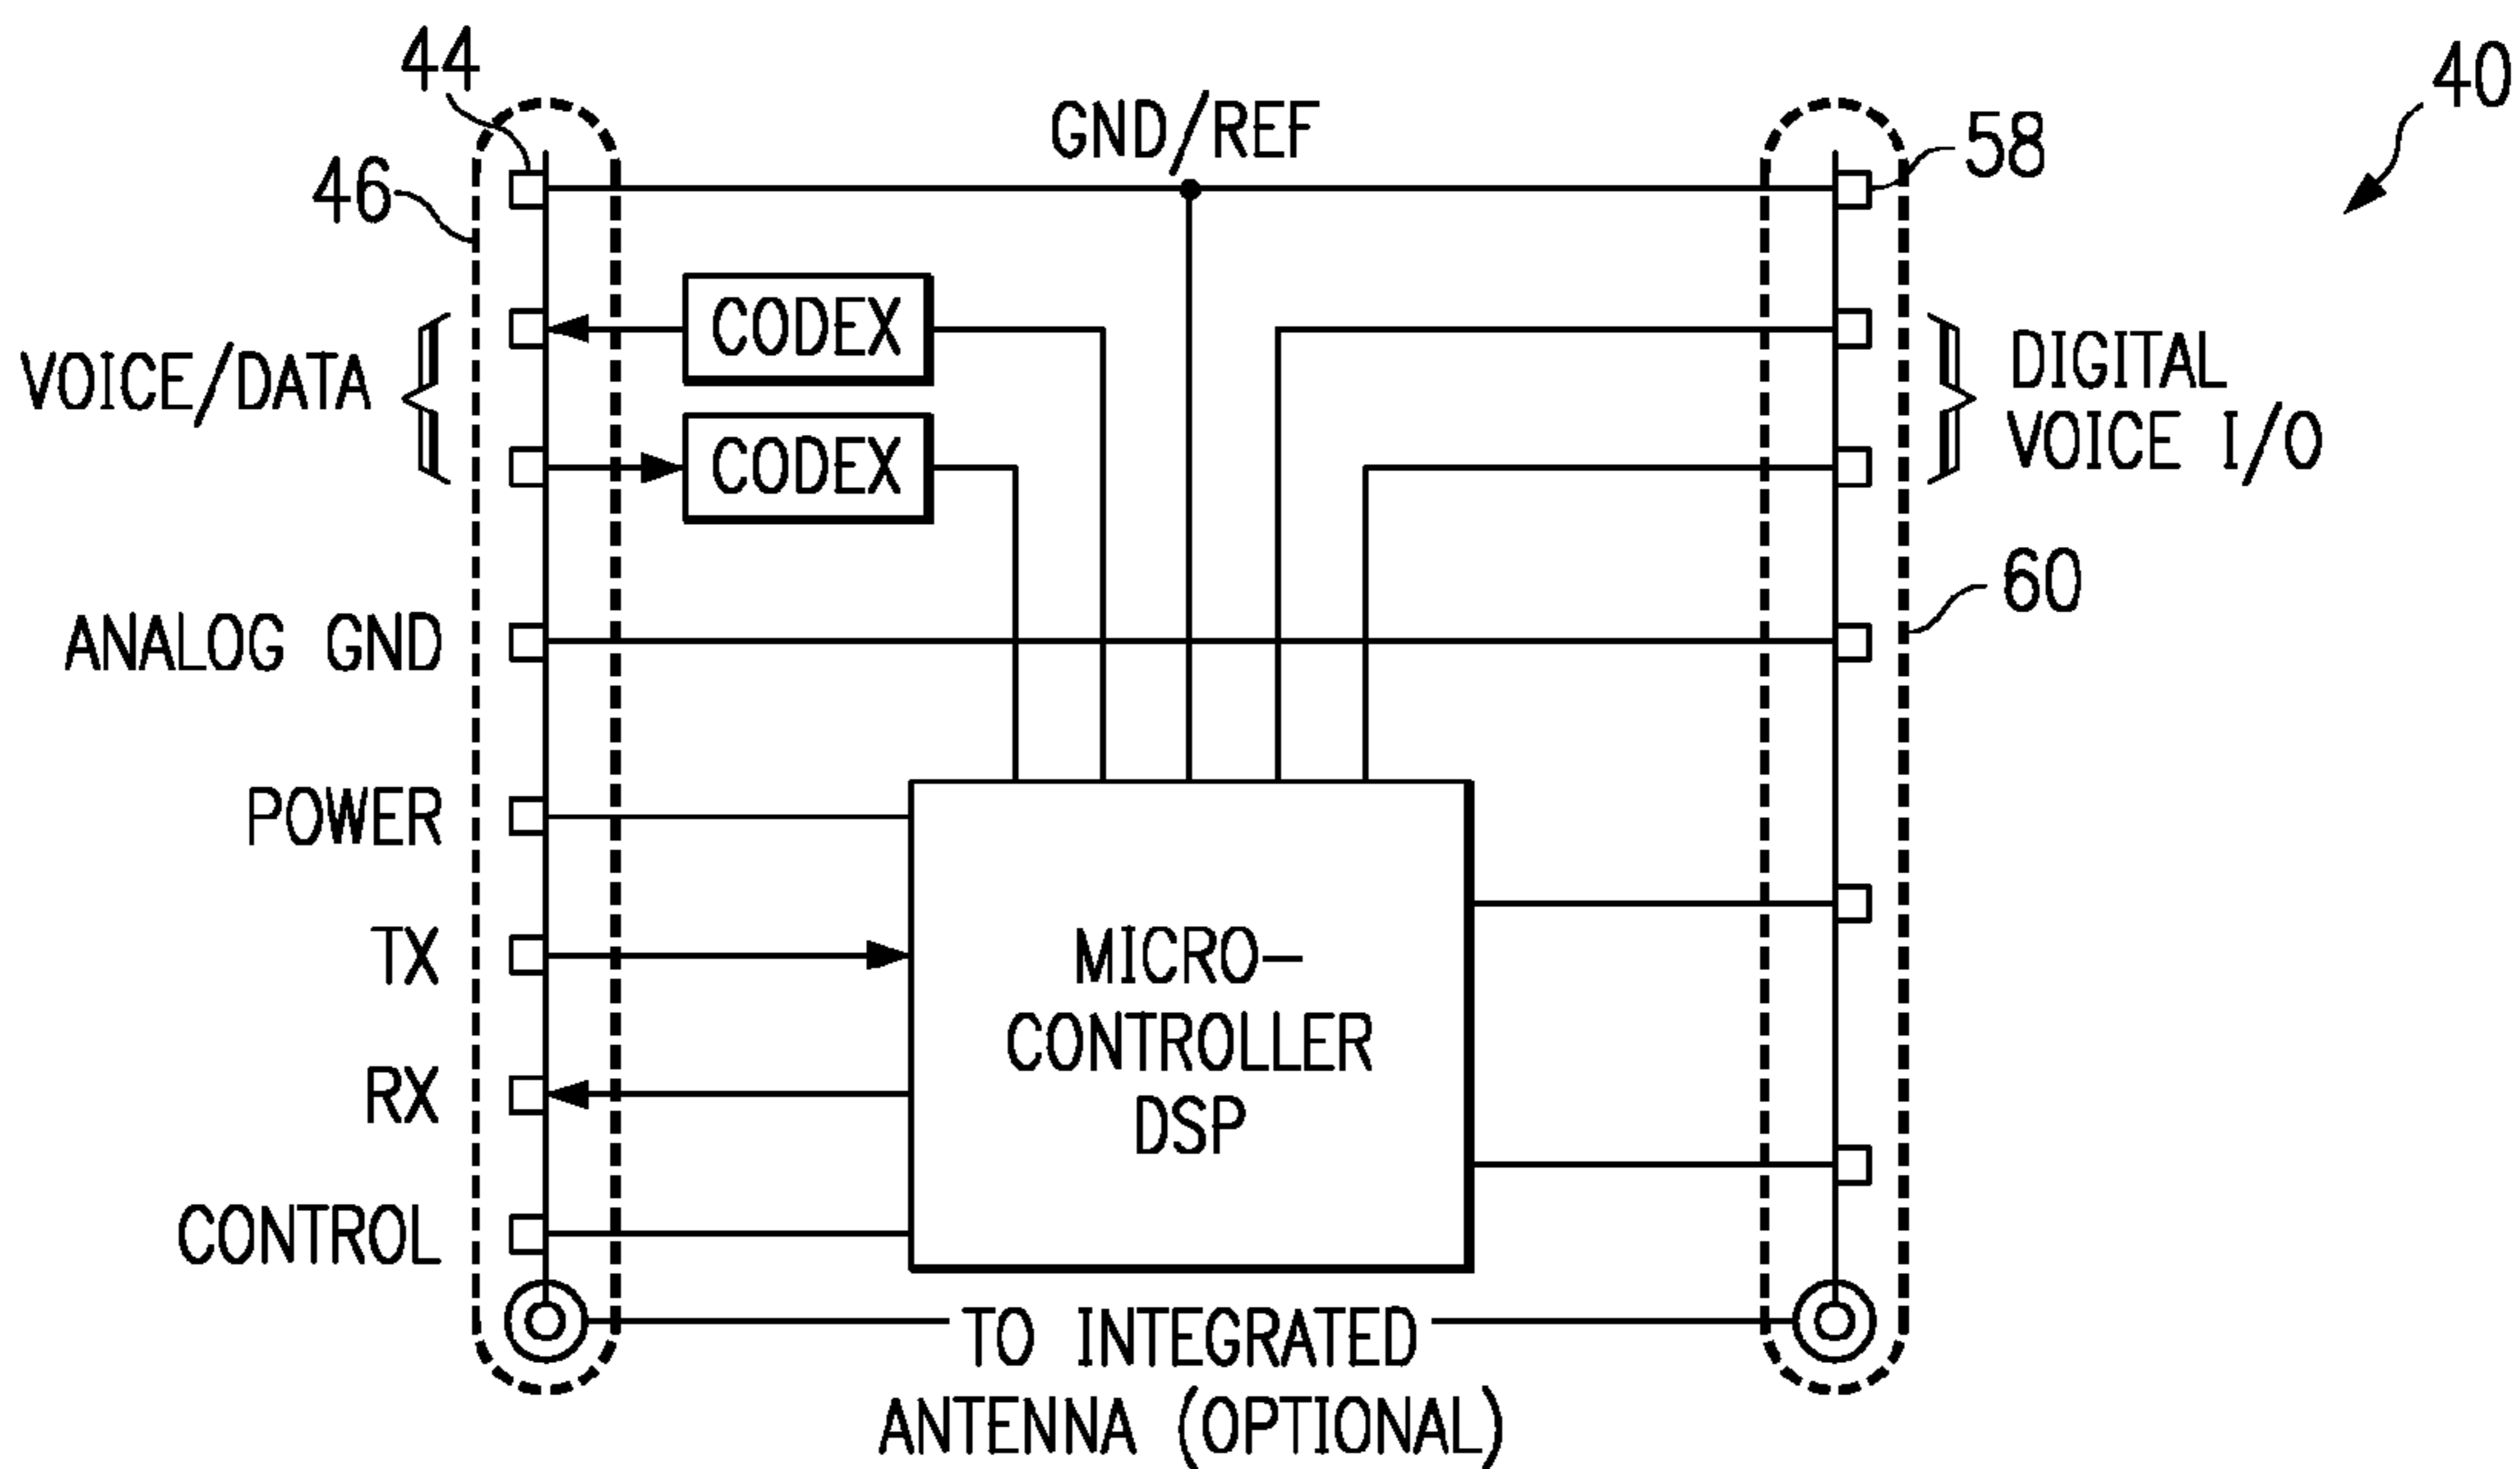 44
GND/REF
40
58
46
CODEX
VOICE/DATA
CODEX
DIGITAL
VOICE I/O
60
ANALOG GND
POWER
TX
MICRO-
CONTROLLER
DSP
RX
CONTROL
TO INTEGRATED
ANTENNA (OPTIONAL)